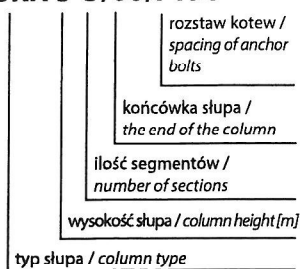 rozstaw kotew /
spacing of anchor
bolts
końcówka słupa /
the end of the column
ilość segmentów /
number of sections
wysokość słupa / column height [m]
typ słupa / column type